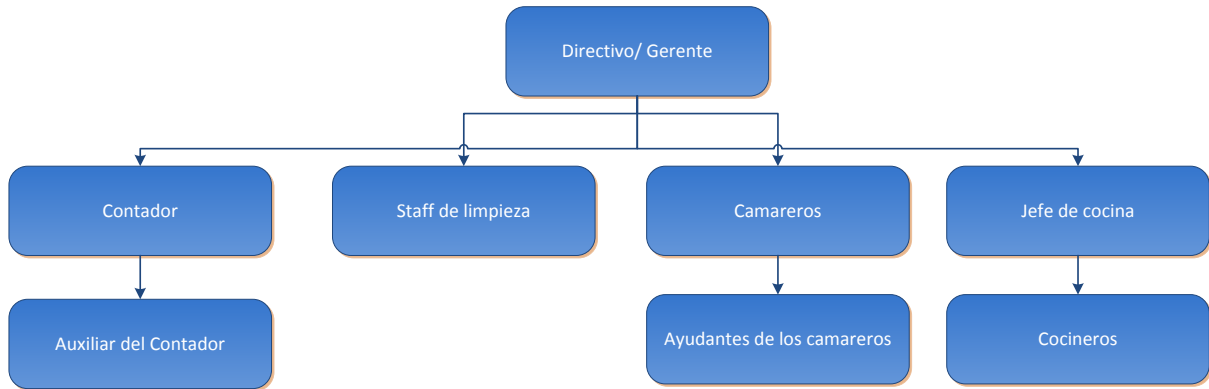 Directivo/ Gerente
Contador
Staff de limpieza
Camareros
Jefe de cocina
Auxiliar del Contador
Ayudantes de los camareros
Cocineros